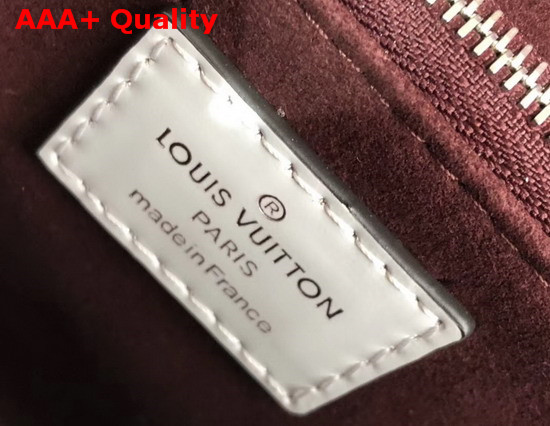 AAA+ Quality
LOUIS VUITTON
®
PARIS
made in France